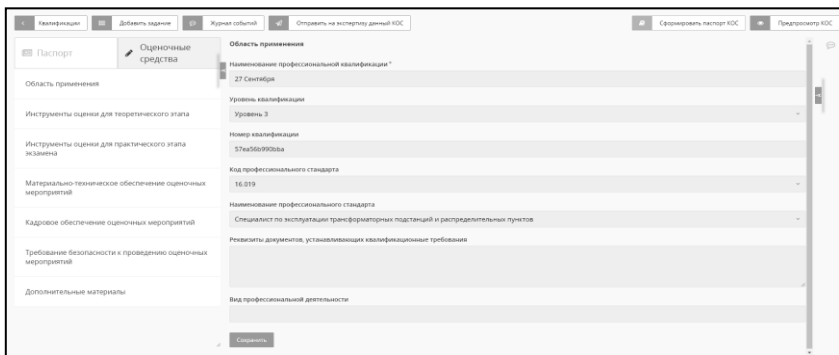 Квалификации
Добавить задание
Журнал событий
Отправить на экспертизу данный КОС
Сформировать паспорт КОС
Предпросмотр КОС
Паспорт
Оценочные
средства
Область применения
Инструменты оценки для теоретического этапа
Инструменты оценки для практического этапа
экзамена
Материально-техническое обеспечение оценочных
мероприятий
Кадровое обеспечение оценочных мероприятий
Требование безопасности к проведению оценочных
мероприятий
Дополнительные материалы
Область применения
Наименование профессиональной квалификации *
27 Сентября
Уровень квалификации
Уровень 3
Номер квалификации
57ea56b990bba
Код профессионального стандарта
16.019
Наименование профессионального стандарта
Специалист по эксплуатации трансформаторных подстанций и распределительных пунктов
Реквизиты документов, устанавливающих квалификационные требования
Вид профессиональной деятельности
Сохранить